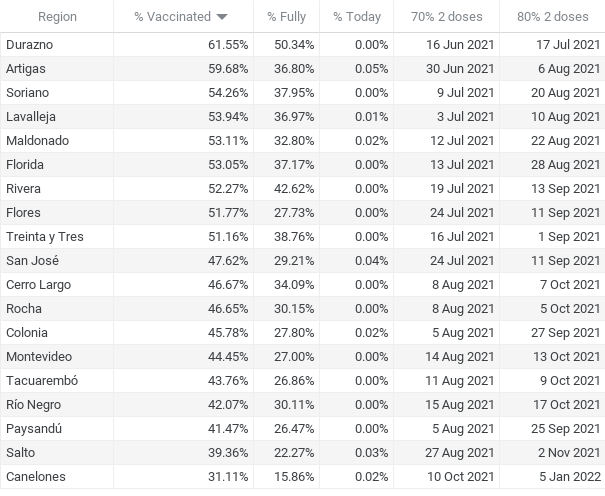 Region % Vaccinated % Fully % Today 70% 2 doses 80% 2 doses
Durazno 61.55% 50.34% 0.00% 16 Jun 2021 17 Jul 2021
Artigas 59.68% 36.80% 0.05% 30 Jun 2021 6 Aug 2021
Soriano 54.26% 37.95% 0.00% 9 Jul 2021 20 Aug 2021
Lavalleja 53.94% 36.97% 0.01% 3 Jul 2021 10 Aug 2021
Maldonado 53.11% 32.80% 0.02% 12 Jul 2021 22 Aug 2021
Florida 53.05% 37.17% 0.00% 13 Jul 2021 28 Aug 2021
Rivera 52.27% 42.62% 0.00% 19 Jul 2021 13 Sep 2021
Flores 51.77% 27.73% 0.00% 24 Jul 2021 11 Sep 2021
Treinta y Tres 51.16% 38.76% 0.00% 16 Jul 2021 1 Sep 2021
San José 47.62% 29.21% 0.04% 24 Jul 2021 11 Sep 2021
Cerro Largo 46.67% 34.09% 0.00% 8 Aug 2021 7 Oct 2021
Rocha 46.65% 30.15% 0.00% 8 Aug 2021 5 Oct 2021
Colonia 45.78% 27.80% 0.02% 5 Aug 2021 27 Sep 2021
Montevideo 44.45% 27.00% 0.00% 14 Aug 2021 13 Oct 2021
Tacuarembó 43.76% 26.86% 0.00% 11 Aug 2021 9 Oct 2021
Río Negro 42.07% 30.11% 0.00% 15 Aug 2021 17 Oct 2021
Paysandú 41.47% 26.47% 0.00% 5 Aug 2021 25 Sep 2021
Salto 39.36% 22.27% 0.03% 27 Aug 2021 2 Nov 2021
Canelones 31.11% 15.86% 0.02% 10 Oct 2021 5 Jan 2022